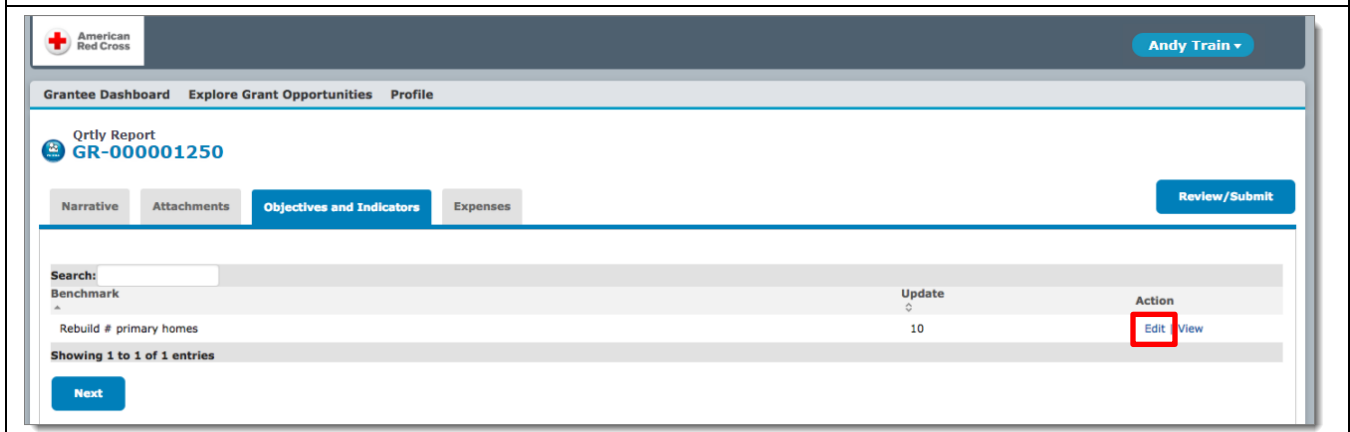 American
Red Cross
Andy Train
Grantee Dashboard Explore Grant Opportunities Profile
Qrtly Report
GR-000001250
Narrative Attachments Objectives and Indicators Expenses Review/Submit
Search:
Benchmark Update Action
Rebuild # primary homes 10 Edit | View
Showing 1 to 1 of 1 entries
Next